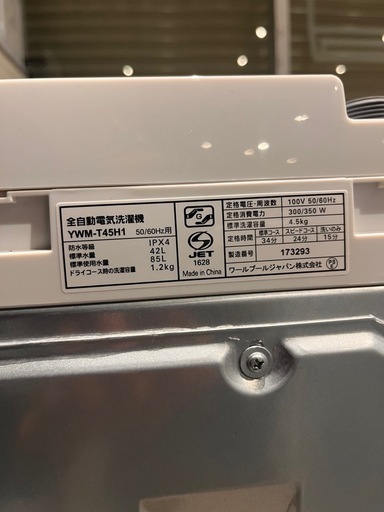 全自動電気洗濯機
YWM-T45H1 50/60Hz用
防水等級 IPX4
標準水量 42L
標準使用水量 85L
ドライコース時の洗濯容量 1.2kg
S
G
JET
1628
Made in China
定格電圧・周波数 100V 50/60Hz
定格消費電力 300/350 W
標準洗濯容量 4.5kg
定格時間 標準コース スピードコース 洗いのみ
34分 24分 15分
製造番号 173293
ワールプールジャパン株式会社
PS
E